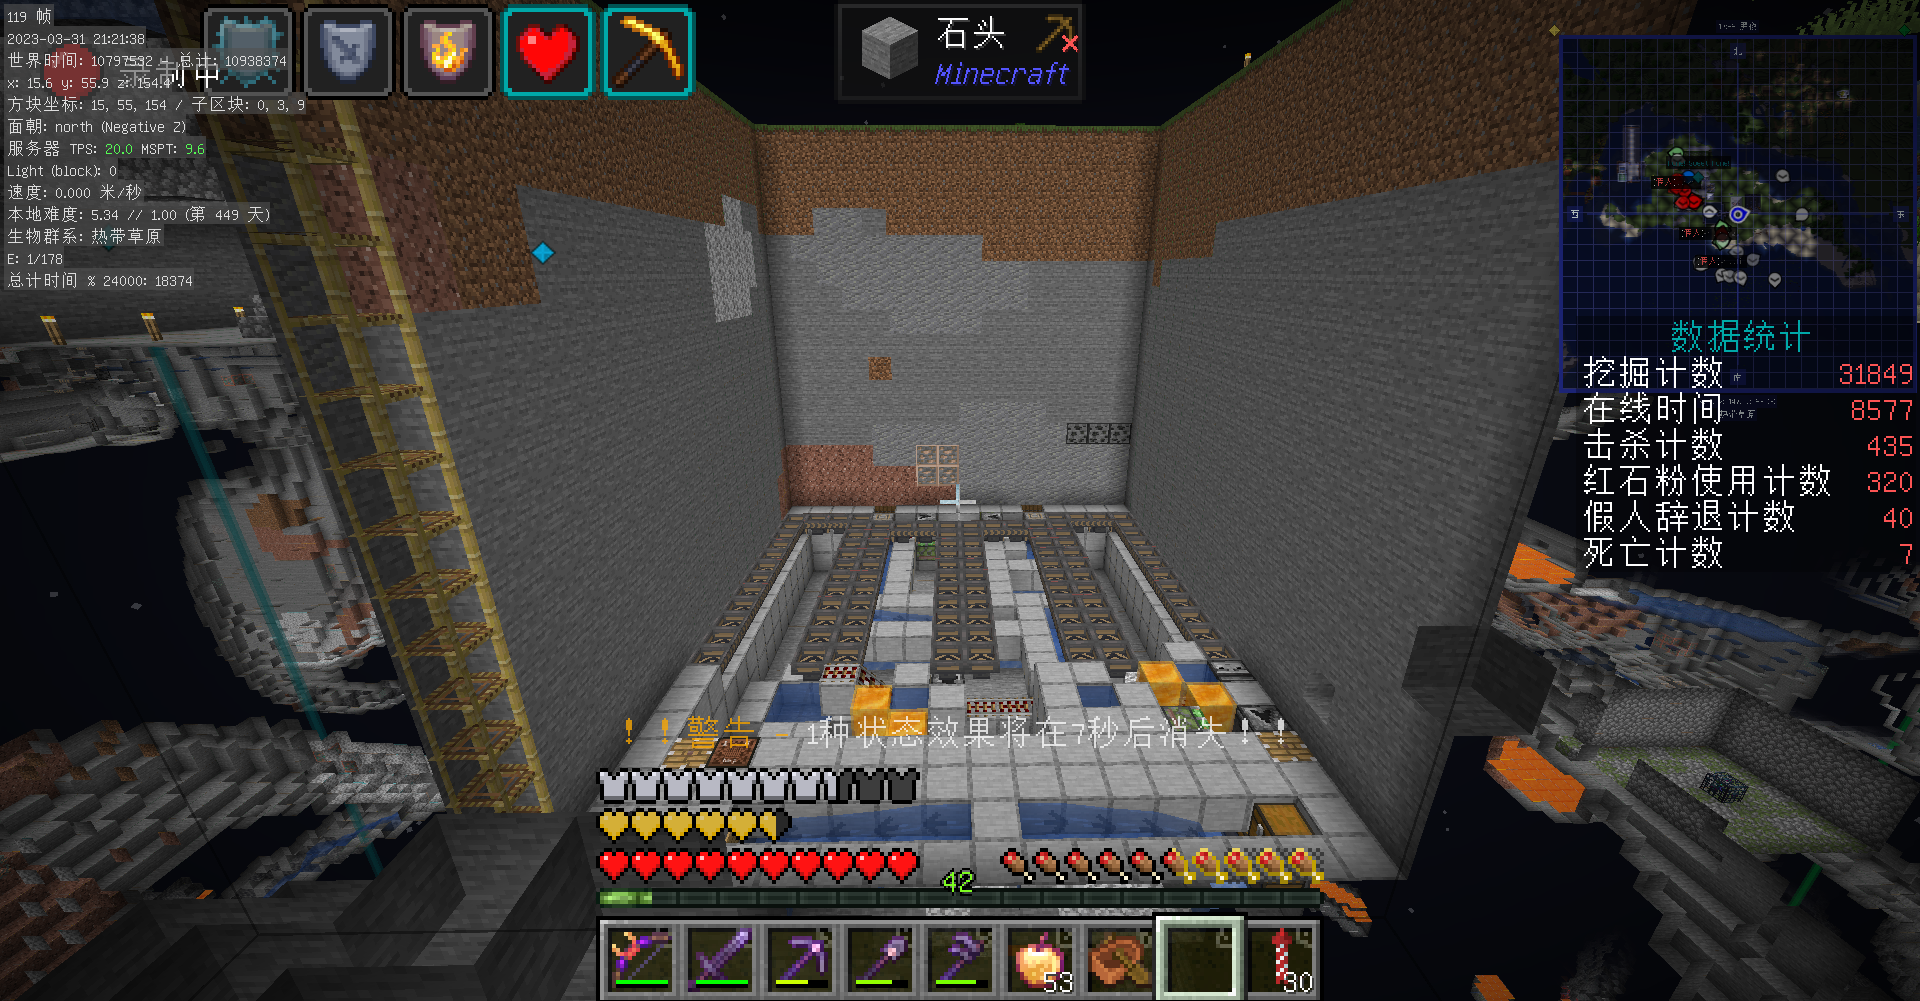 119 帧
2023-03-31 21:21:38
世界时间: 10797532 总计: 10938374
录制中
x: 15.6 y: 55.9 z: 154.4
方块坐标: 15, 55, 154 / 子区块: 0, 3, 9
面朝: north (Negative Z)
服务器 TPS: 20.0 MSPT: 9.6
Light (block): 0
速度: 0.000 米/秒
本地难度: 5.34 // 1.00 (第 449 天)
生物群系: 热带草原
E: 1/178
总计时间 % 24000: 18374
石头
Minecraft
北
西
东
南
数据统计
挖掘计数 31849
在线时间 8577
击杀计数 435
红石粉使用计数 320
假人辞退计数 40
死亡计数 7
! ! 警告 - 1种状态效果将在7秒后消失! !
42
53
30